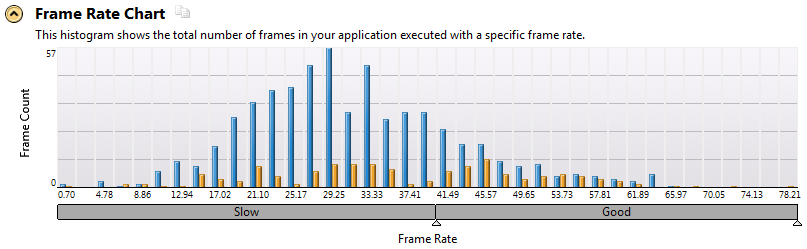 Frame Rate Chart
This histogram shows the total number of frames in your application executed with a specific frame rate.
57
Frame Count
0
0.70 4.78 8.86 12.94 17.02 21.10 25.17 29.25 33.33 37.41 41.49 45.57 49.65 53.73 57.81 61.89 65.97 70.05 74.13 78.21
Slow Good
Frame Rate